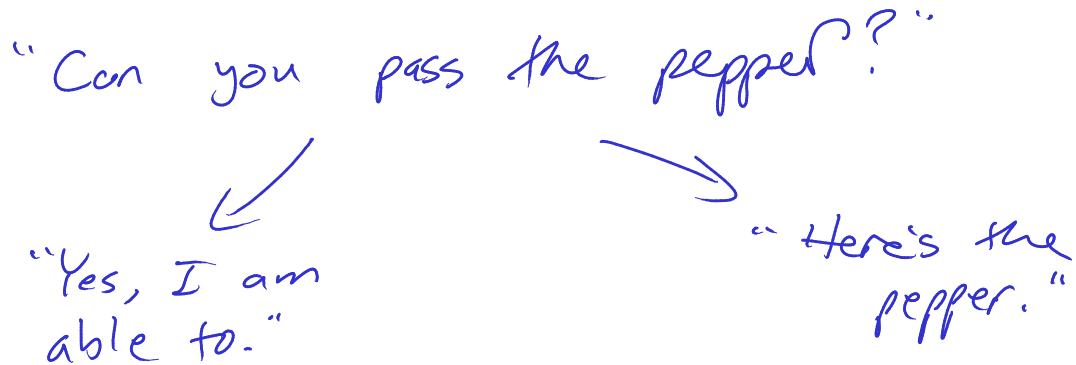 "Can you pass the pepper?"
"Yes, I am
able to."
"Here's the
pepper."